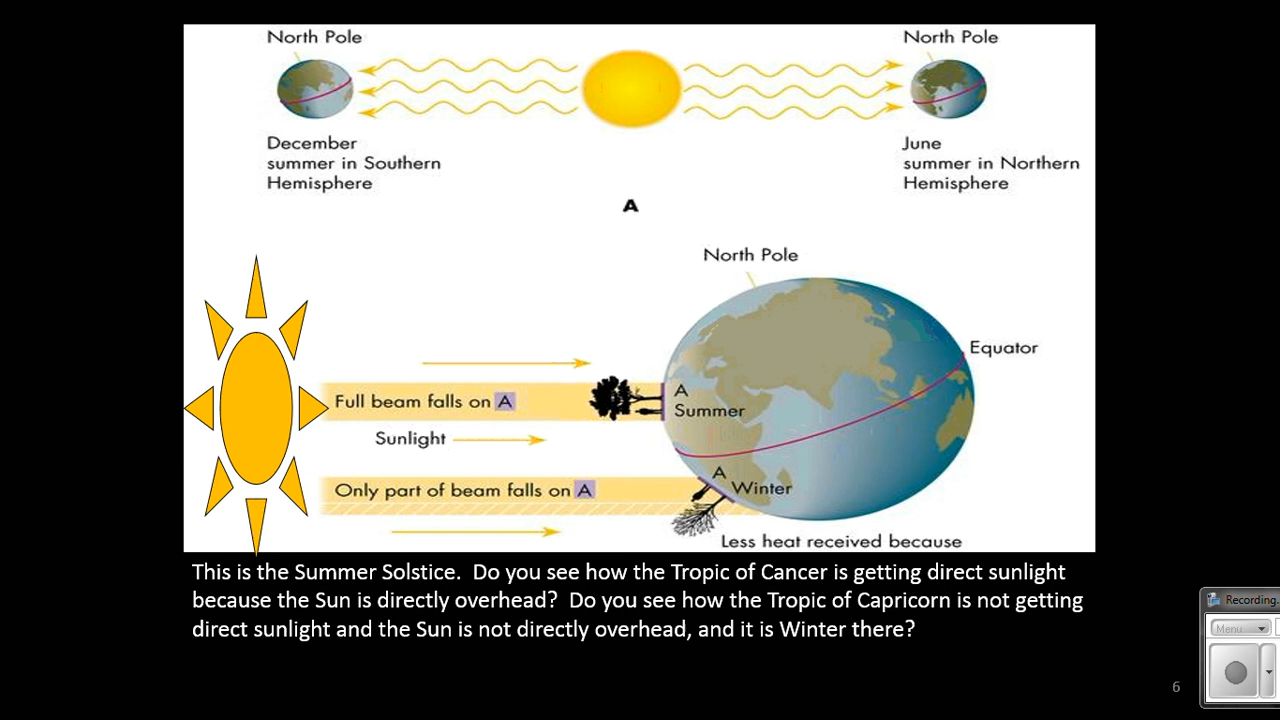 North Pole
North Pole
December
summer in Southern
Hemisphere
June
summer in Northern
Hemisphere
A
North Pole
Equator
Full beam falls on A
A
Summer
Sunlight
A
Winter
Only part of beam falls on A
Less heat received because
This is the Summer Solstice.  Do you see how the Tropic of Cancer is getting direct sunlight
because the Sun is directly overhead?  Do you see how the Tropic of Capricorn is not getting
direct sunlight and the Sun is not directly overhead, and it is Winter there?
Recording.
Menu
6